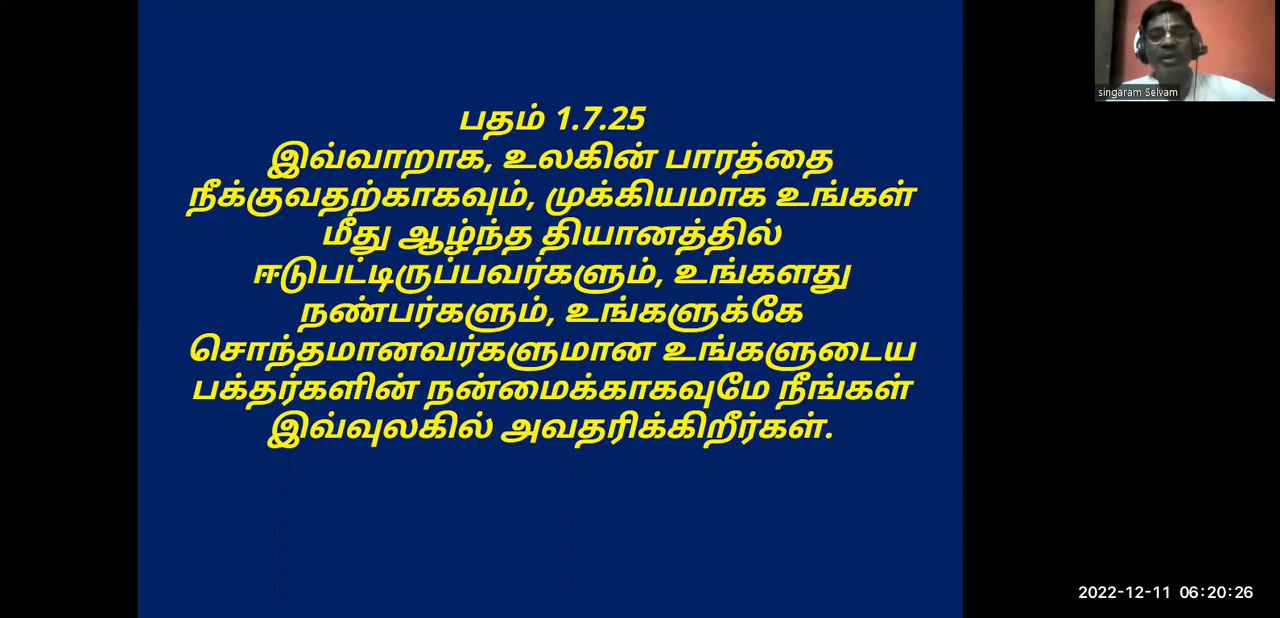 பதம் 1.7.25
இவ்வாறாக, உலகின் பாரத்தை
நீக்குவதற்காகவும், முக்கியமாக உங்கள்
மீது ஆழ்ந்த தியானத்தில்
ஈடுபட்டிருப்பவர்களும், உங்களது
நண்பர்களும், உங்களுக்கே
சொந்தமானவர்களுமான உங்களுடைய
பக்தர்களின் நன்மைக்காகவுமே நீங்கள்
இவ்வுலகில் அவதரிக்கிறீர்கள்.
singaram Selvam
2022-12-11 06:20:26